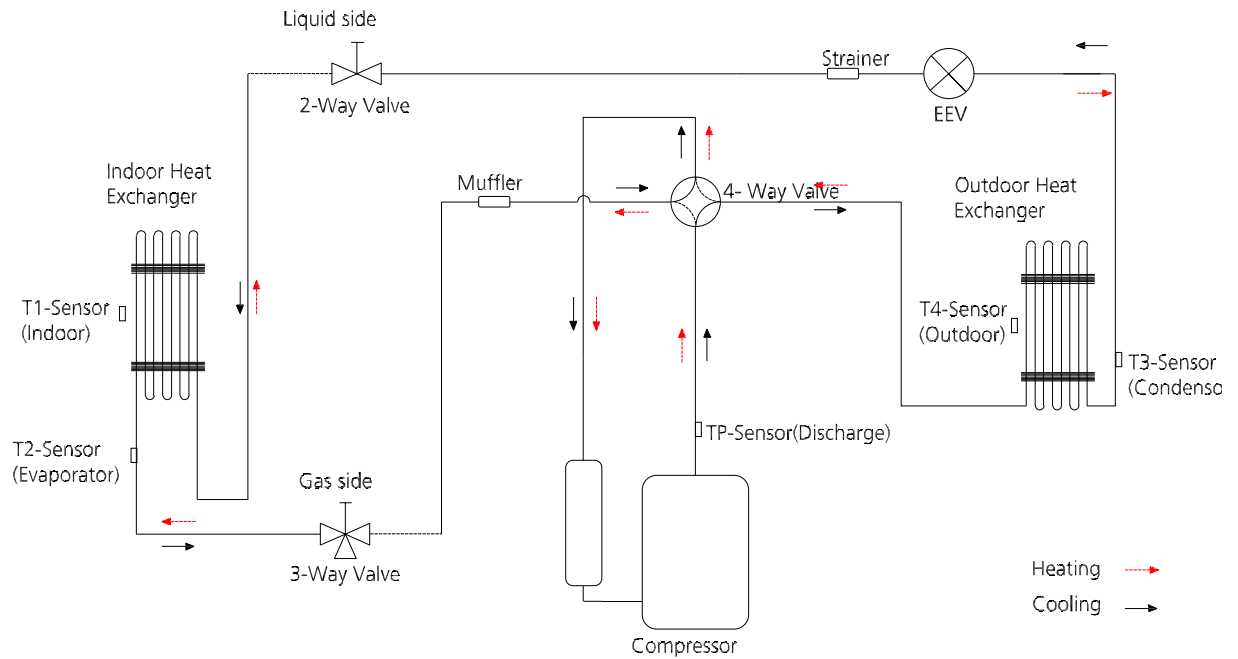 Liquid side
2-Way Valve
Strainer
EEV
Indoor Heat
Exchanger
Muffler
4- Way Valve
Outdoor Heat
Exchanger
T1-Sensor
(Indoor)
T4-Sensor
(Outdoor)
T3-Sensor
(Condenso
T2-Sensor
(Evaporator)
TP-Sensor(Discharge)
Gas side
3-Way Valve
Compressor
Heating
Cooling